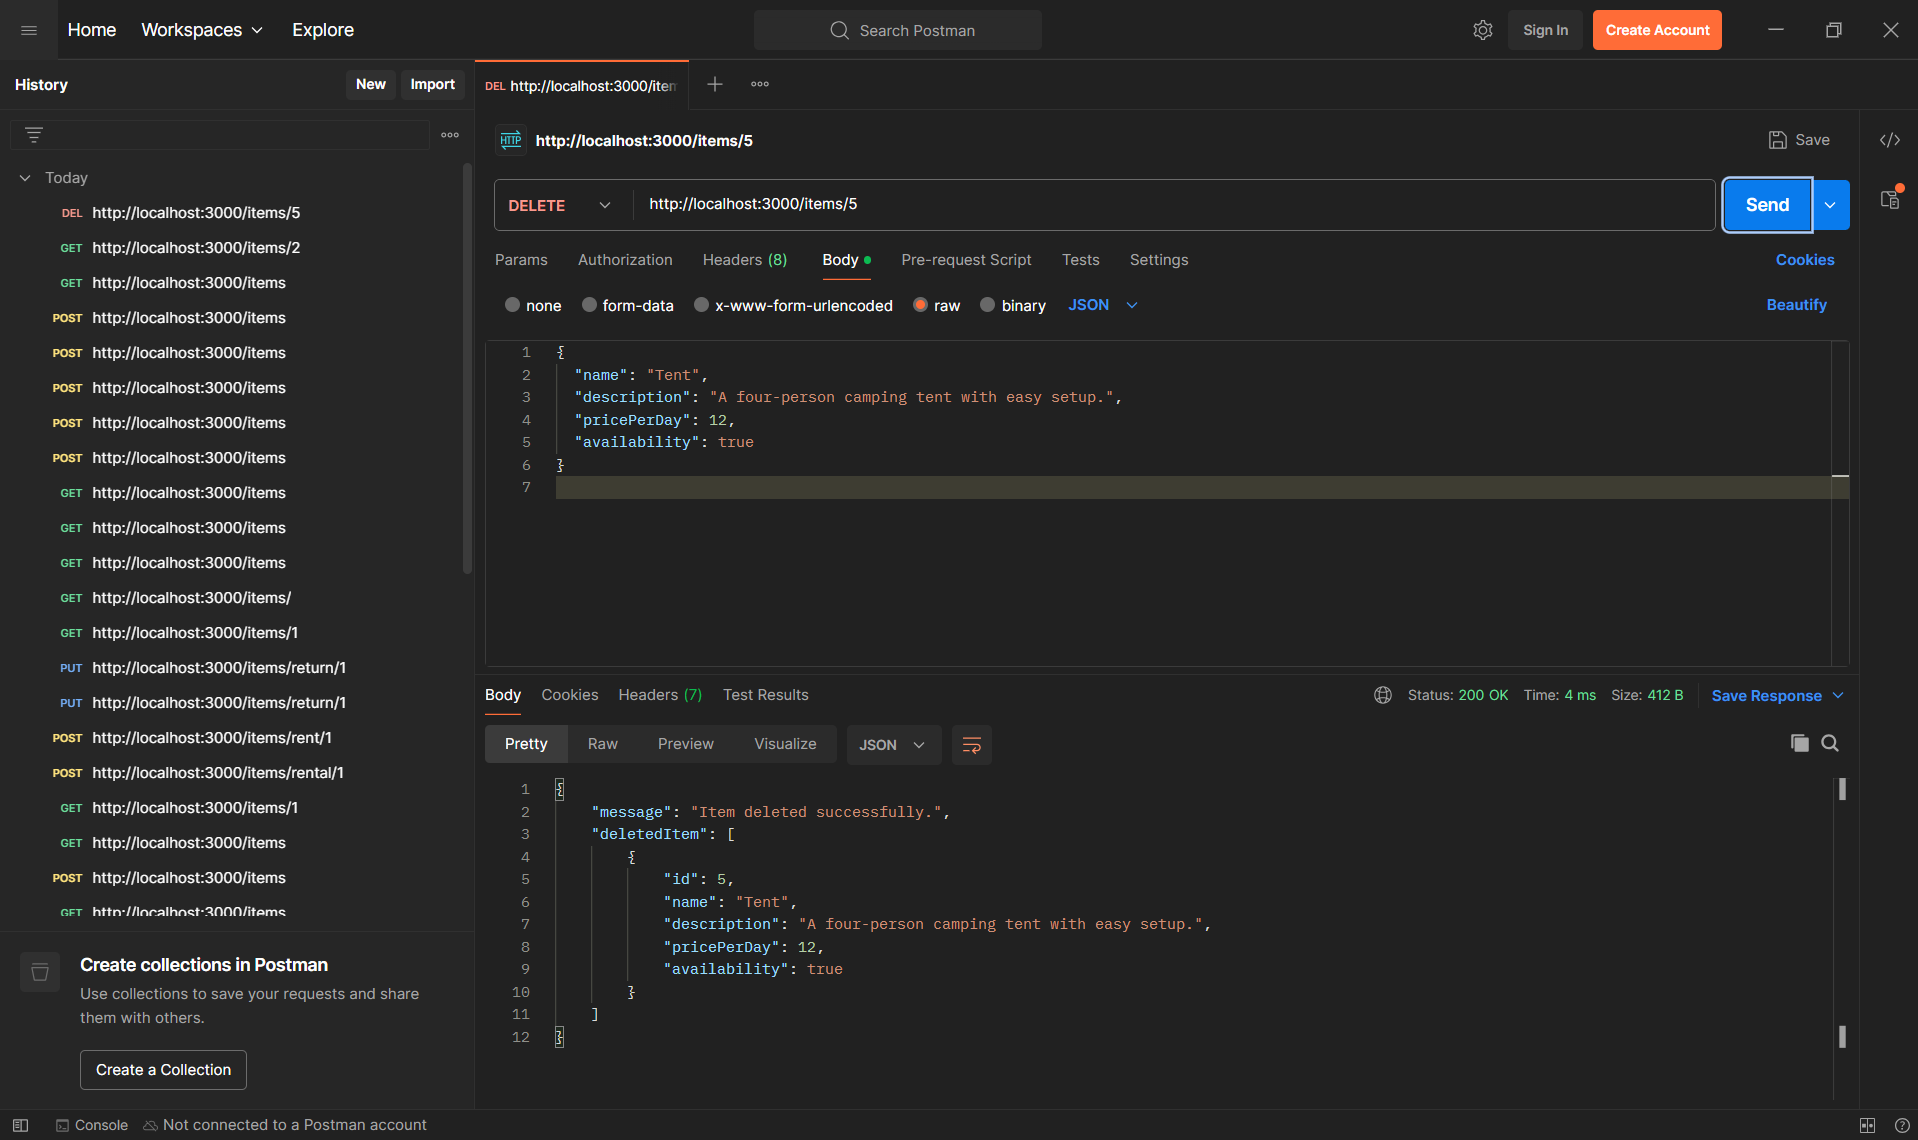 Home Workspaces Explore Search Postman Sign In Create Account
History New Import
DEL http://localhost:3000/item
http://localhost:3000/items/5 Save
Today
DEL http://localhost:3000/items/5
GET http://localhost:3000/items/2
GET http://localhost:3000/items
POST http://localhost:3000/items
POST http://localhost:3000/items
POST http://localhost:3000/items
POST http://localhost:3000/items
POST http://localhost:3000/items
GET http://localhost:3000/items
GET http://localhost:3000/items
GET http://localhost:3000/items
GET http://localhost:3000/items/
GET http://localhost:3000/items/1
PUT http://localhost:3000/items/return/1
PUT http://localhost:3000/items/return/1
POST http://localhost:3000/items/rent/1
POST http://localhost:3000/items/rental/1
GET http://localhost:3000/items/1
GET http://localhost:3000/items
POST http://localhost:3000/items
GET http://localhost:3000/items
Create collections in Postman
Use collections to save your requests and share
them with others.
Create a Collection
HTTP
DELETE http://localhost:3000/items/5 Send
Params Authorization Headers (8) Body Pre-request Script Tests Settings Cookies
none form-data x-www-form-urlencoded raw binary JSON Beautify
1 {
2 "name": "Tent",
3 "description": "A four-person camping tent with easy setup.",
4 "pricePerDay": 12,
5 "availability": true
6 }
7
Body Cookies Headers (7) Test Results Status: 200 OK Time: 4 ms Size: 412 B Save Response
Pretty Raw Preview Visualize JSON
1 {
2 "message": "Item deleted successfully.",
3 "deletedItem": [
4 {
5 "id": 5,
6 "name": "Tent",
7 "description": "A four-person camping tent with easy setup.",
8 "pricePerDay": 12,
9 "availability": true
10 }
11 ]
12 }
Console Not connected to a Postman account